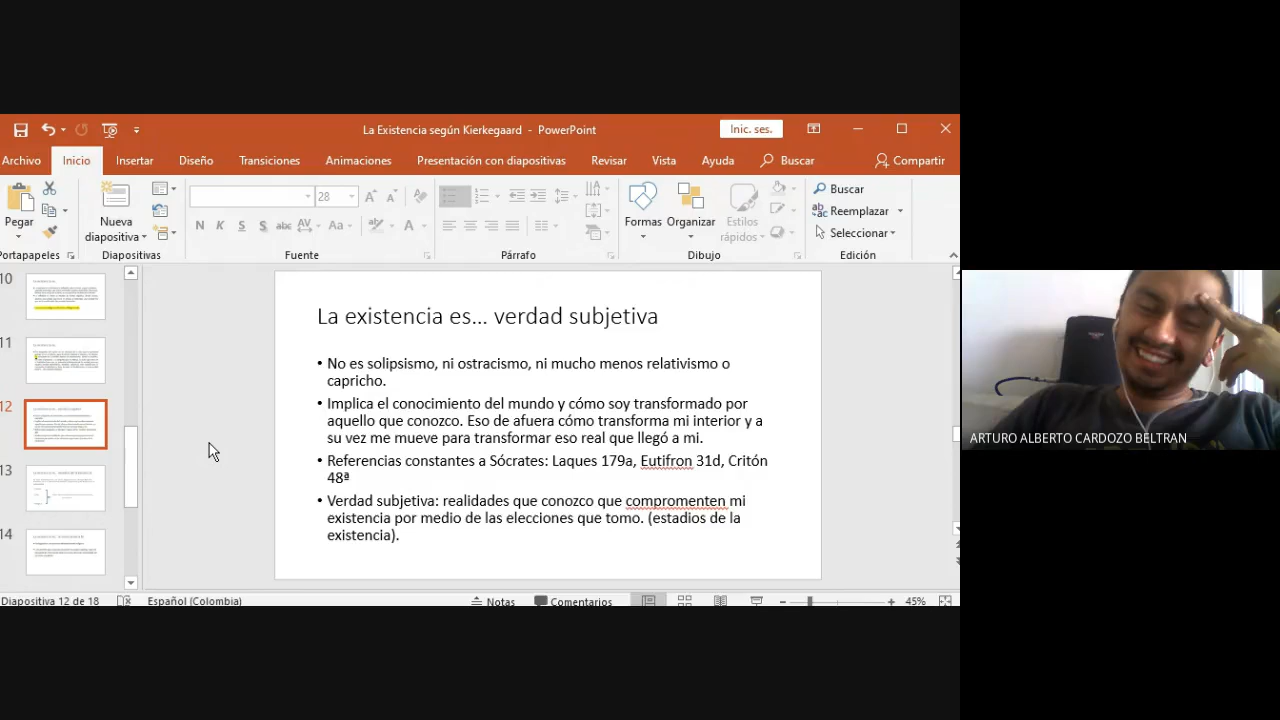 La Existencia según Kierkegaard - PowerPoint
Inic. ses.
Archivo Inicio Insertar Diseño Transiciones Animaciones Presentación con diapositivas Revisar Vista Ayuda Buscar Compartir
Pegar
Nueva
diapositiva
28
N K S S abc AV Aa A
Formas Organizar Estilos
rápidos
Buscar
Reemplazar
Seleccionar
Portapapeles Diapositivas Fuente Párrafo Dibujo Edición
10
11
12
13
14
La existencia es... verdad subjetiva
• No es solipsismo, ni ostracismo, ni mucho menos relativismo o
capricho.
• Implica el conocimiento del mundo y cómo soy transformado por
aquello que conozco. Eso de afuera cómo transforma mi interior y a
su vez me mueve para transformar eso real que llegó a mi.
• Referencias constantes a Sócrates: Laques 179a, Eutifron 31d, Critón
48ª
• Verdad subjetiva: realidades que conozco que compromenten mi
existencia por medio de las elecciones que tomo. (estadios de la
existencia).
Diapositiva 12 de 18 Español (Colombia) Notas Comentarios 45%
ARTURO ALBERTO CARDOZO BELTRAN